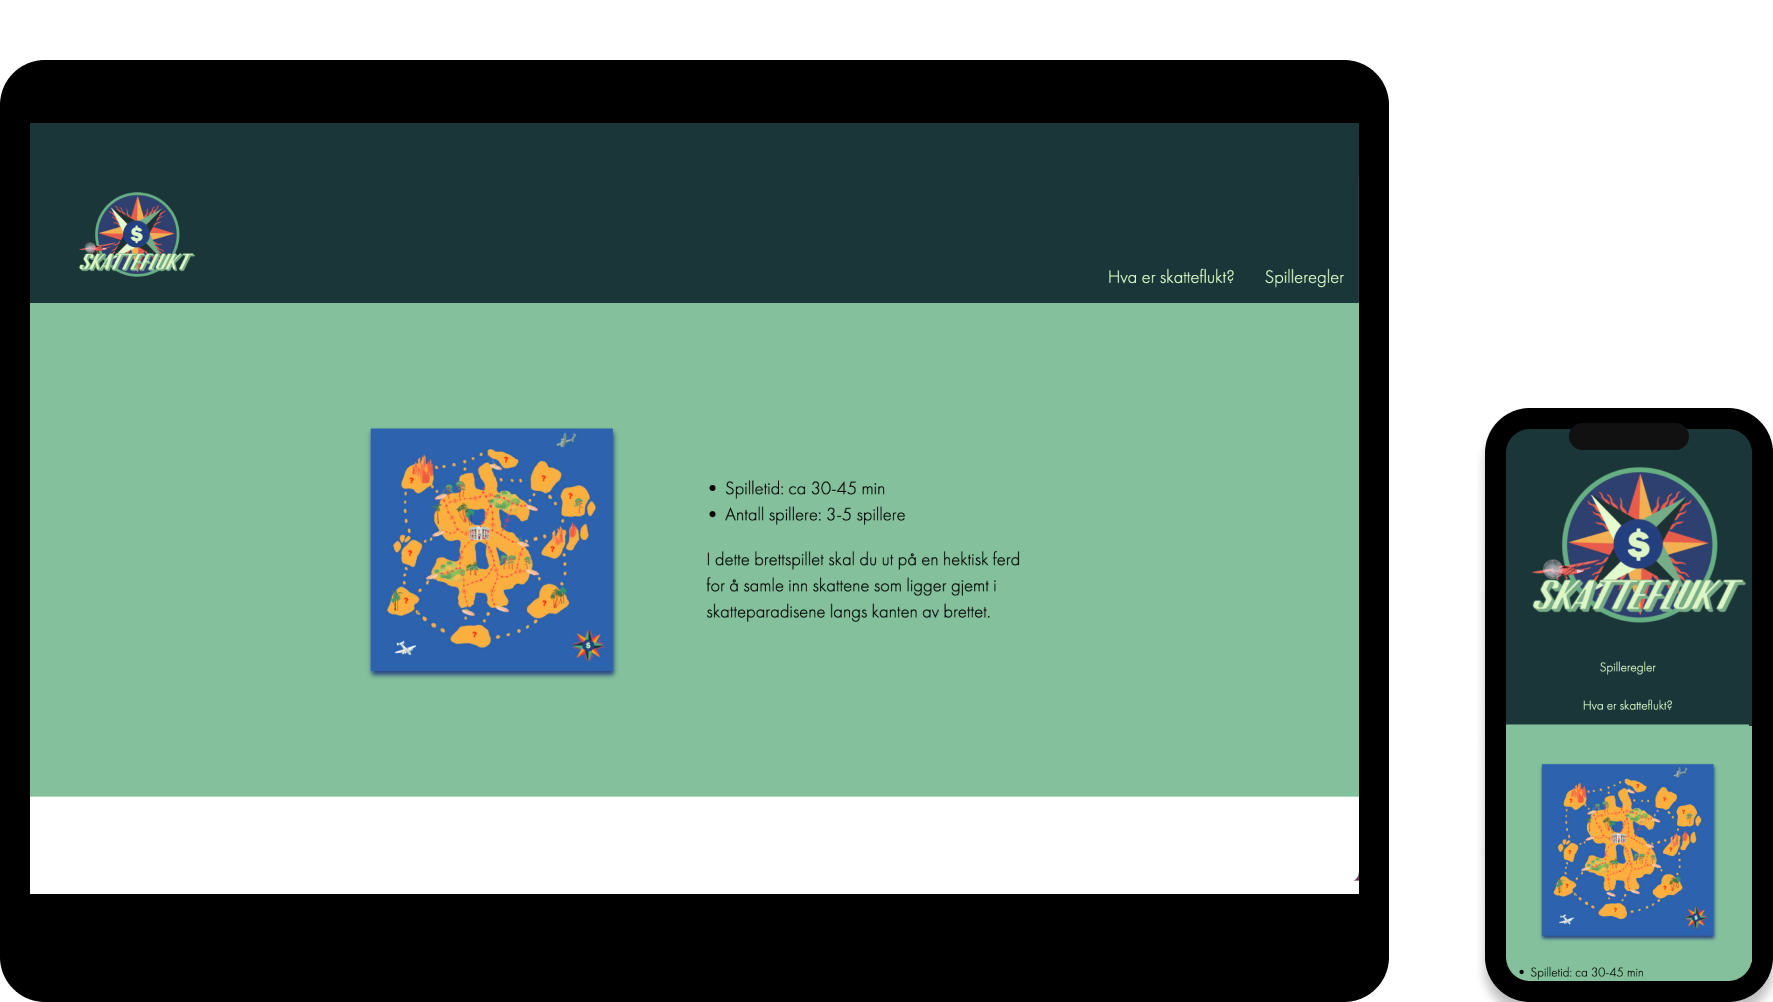 $
SKATTEFLUKT
Hva er skatteflukt? Spilleregler
? ? ? ? ? ? ? ? ? ?
$
• Spilletid: ca 30-45 min
• Antall spillere: 3-5 spillere
I dette brettspillet skal du ut på en hektisk ferd
for å samle inn skattene som ligger gjemt i
skatteparadisene langs kanten av brettet.
$
SKATTEFLUKT
Spilleregler
Hva er skatteflukt?
• Spilletid: ca 30-45 min